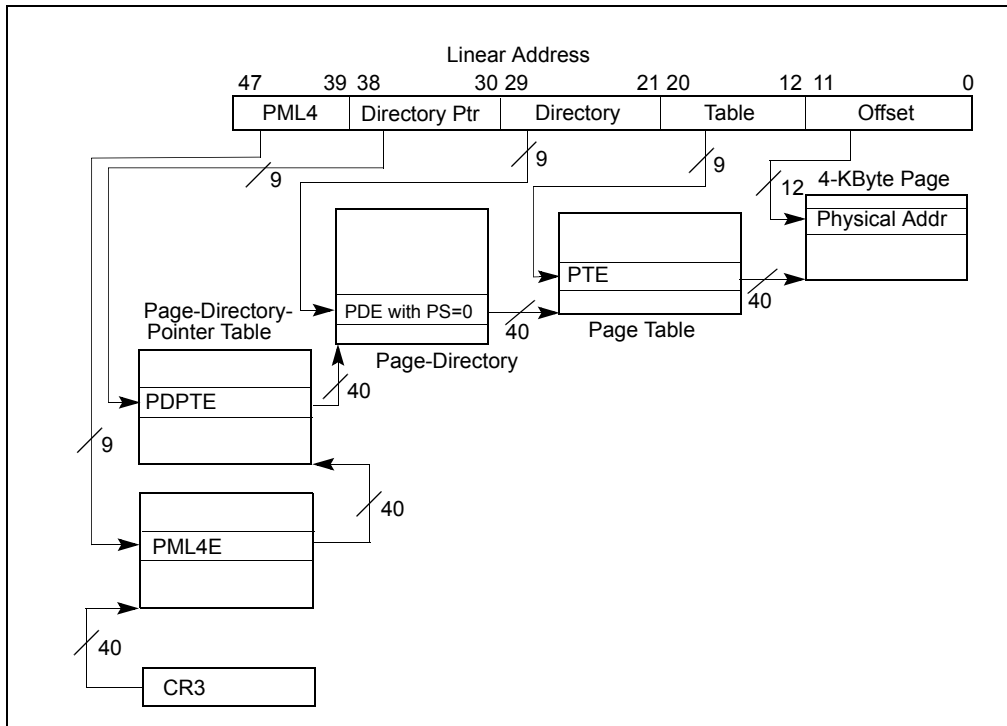 Linear Address
47 39 38 30 29 21 20 12 11 0
PML4 Directory Ptr Directory Table Offset
9 9 9 12 4-KByte Page
Physical Addr
PTE
40
PDE with PS=0
40
Page Table
Page-Directory-
Pointer Table
Page-Directory
40
PDPTE
9
40
PML4E
40
CR3